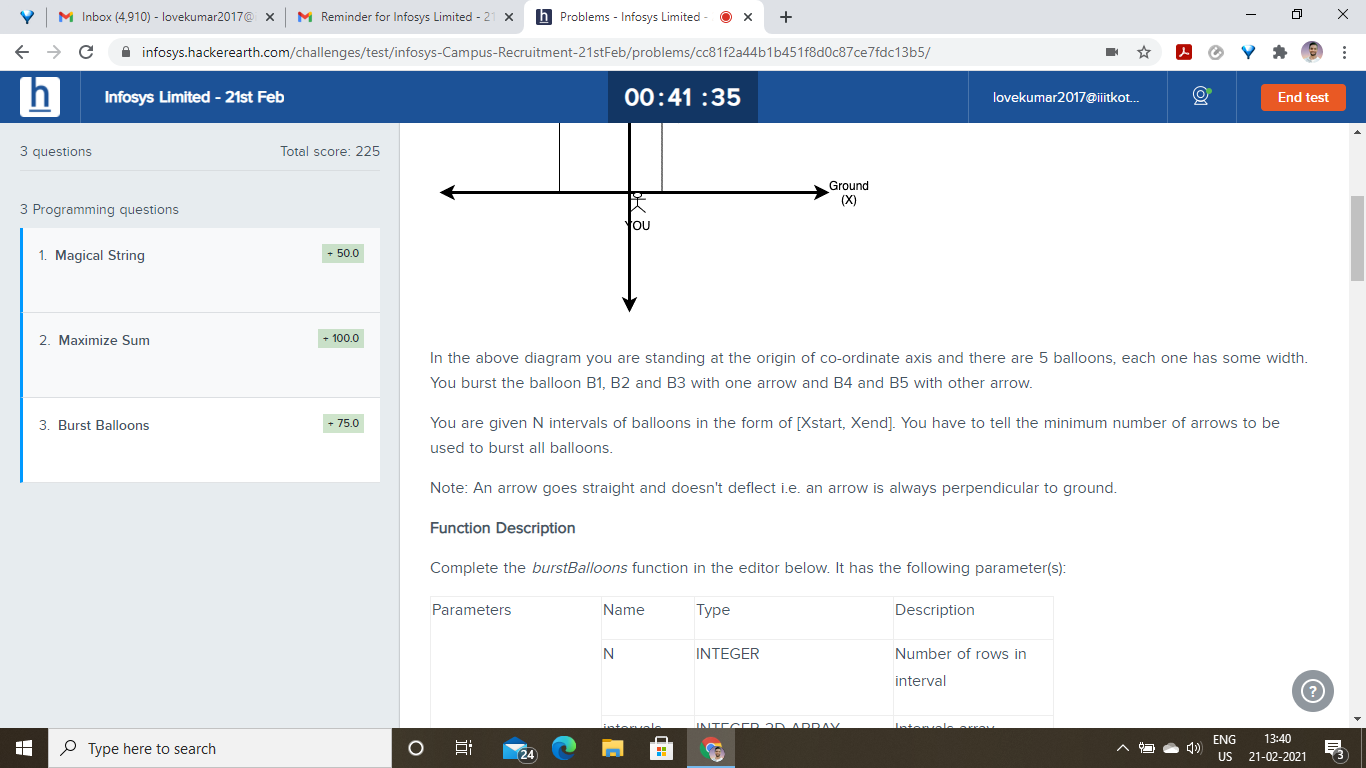 Inbox (4,910) - lovekumar2017@
Reminder for Infosys Limited - 21
Problems - Infosys Limited -
infosys.hackerearth.com/challenges/test/infosys-Campus-Recruitment-21stFeb/problems/cc81f2a44b1b451f8d0c87ce7fdc13b5/
h
Infosys Limited - 21st Feb
00:41 :35
lovekumar2017@iiitkot...
End test
3 questions
Total score: 225
3 Programming questions
1. Magical String
+ 50.0
2. Maximize Sum
+ 100.0
3. Burst Balloons
+ 75.0
Ground
(X)
YOU
In the above diagram you are standing at the origin of co-ordinate axis and there are 5 balloons, each one has some width.
You burst the balloon B1, B2 and B3 with one arrow and B4 and B5 with other arrow.
You are given N intervals of balloons in the form of [Xstart, Xend]. You have to tell the minimum number of arrows to be
used to burst all balloons.
Note: An arrow goes straight and doesn't deflect i.e. an arrow is always perpendicular to ground.
Function Description
Complete the burstBalloons function in the editor below. It has the following parameter(s):
Parameters
Name
Type
Description
N
INTEGER
Number of rows in
interval
intervals
INTEGER 2D ARRAY
Intervals array
?
Type here to search
24
ENG
US
13:40
21-02-2021
3